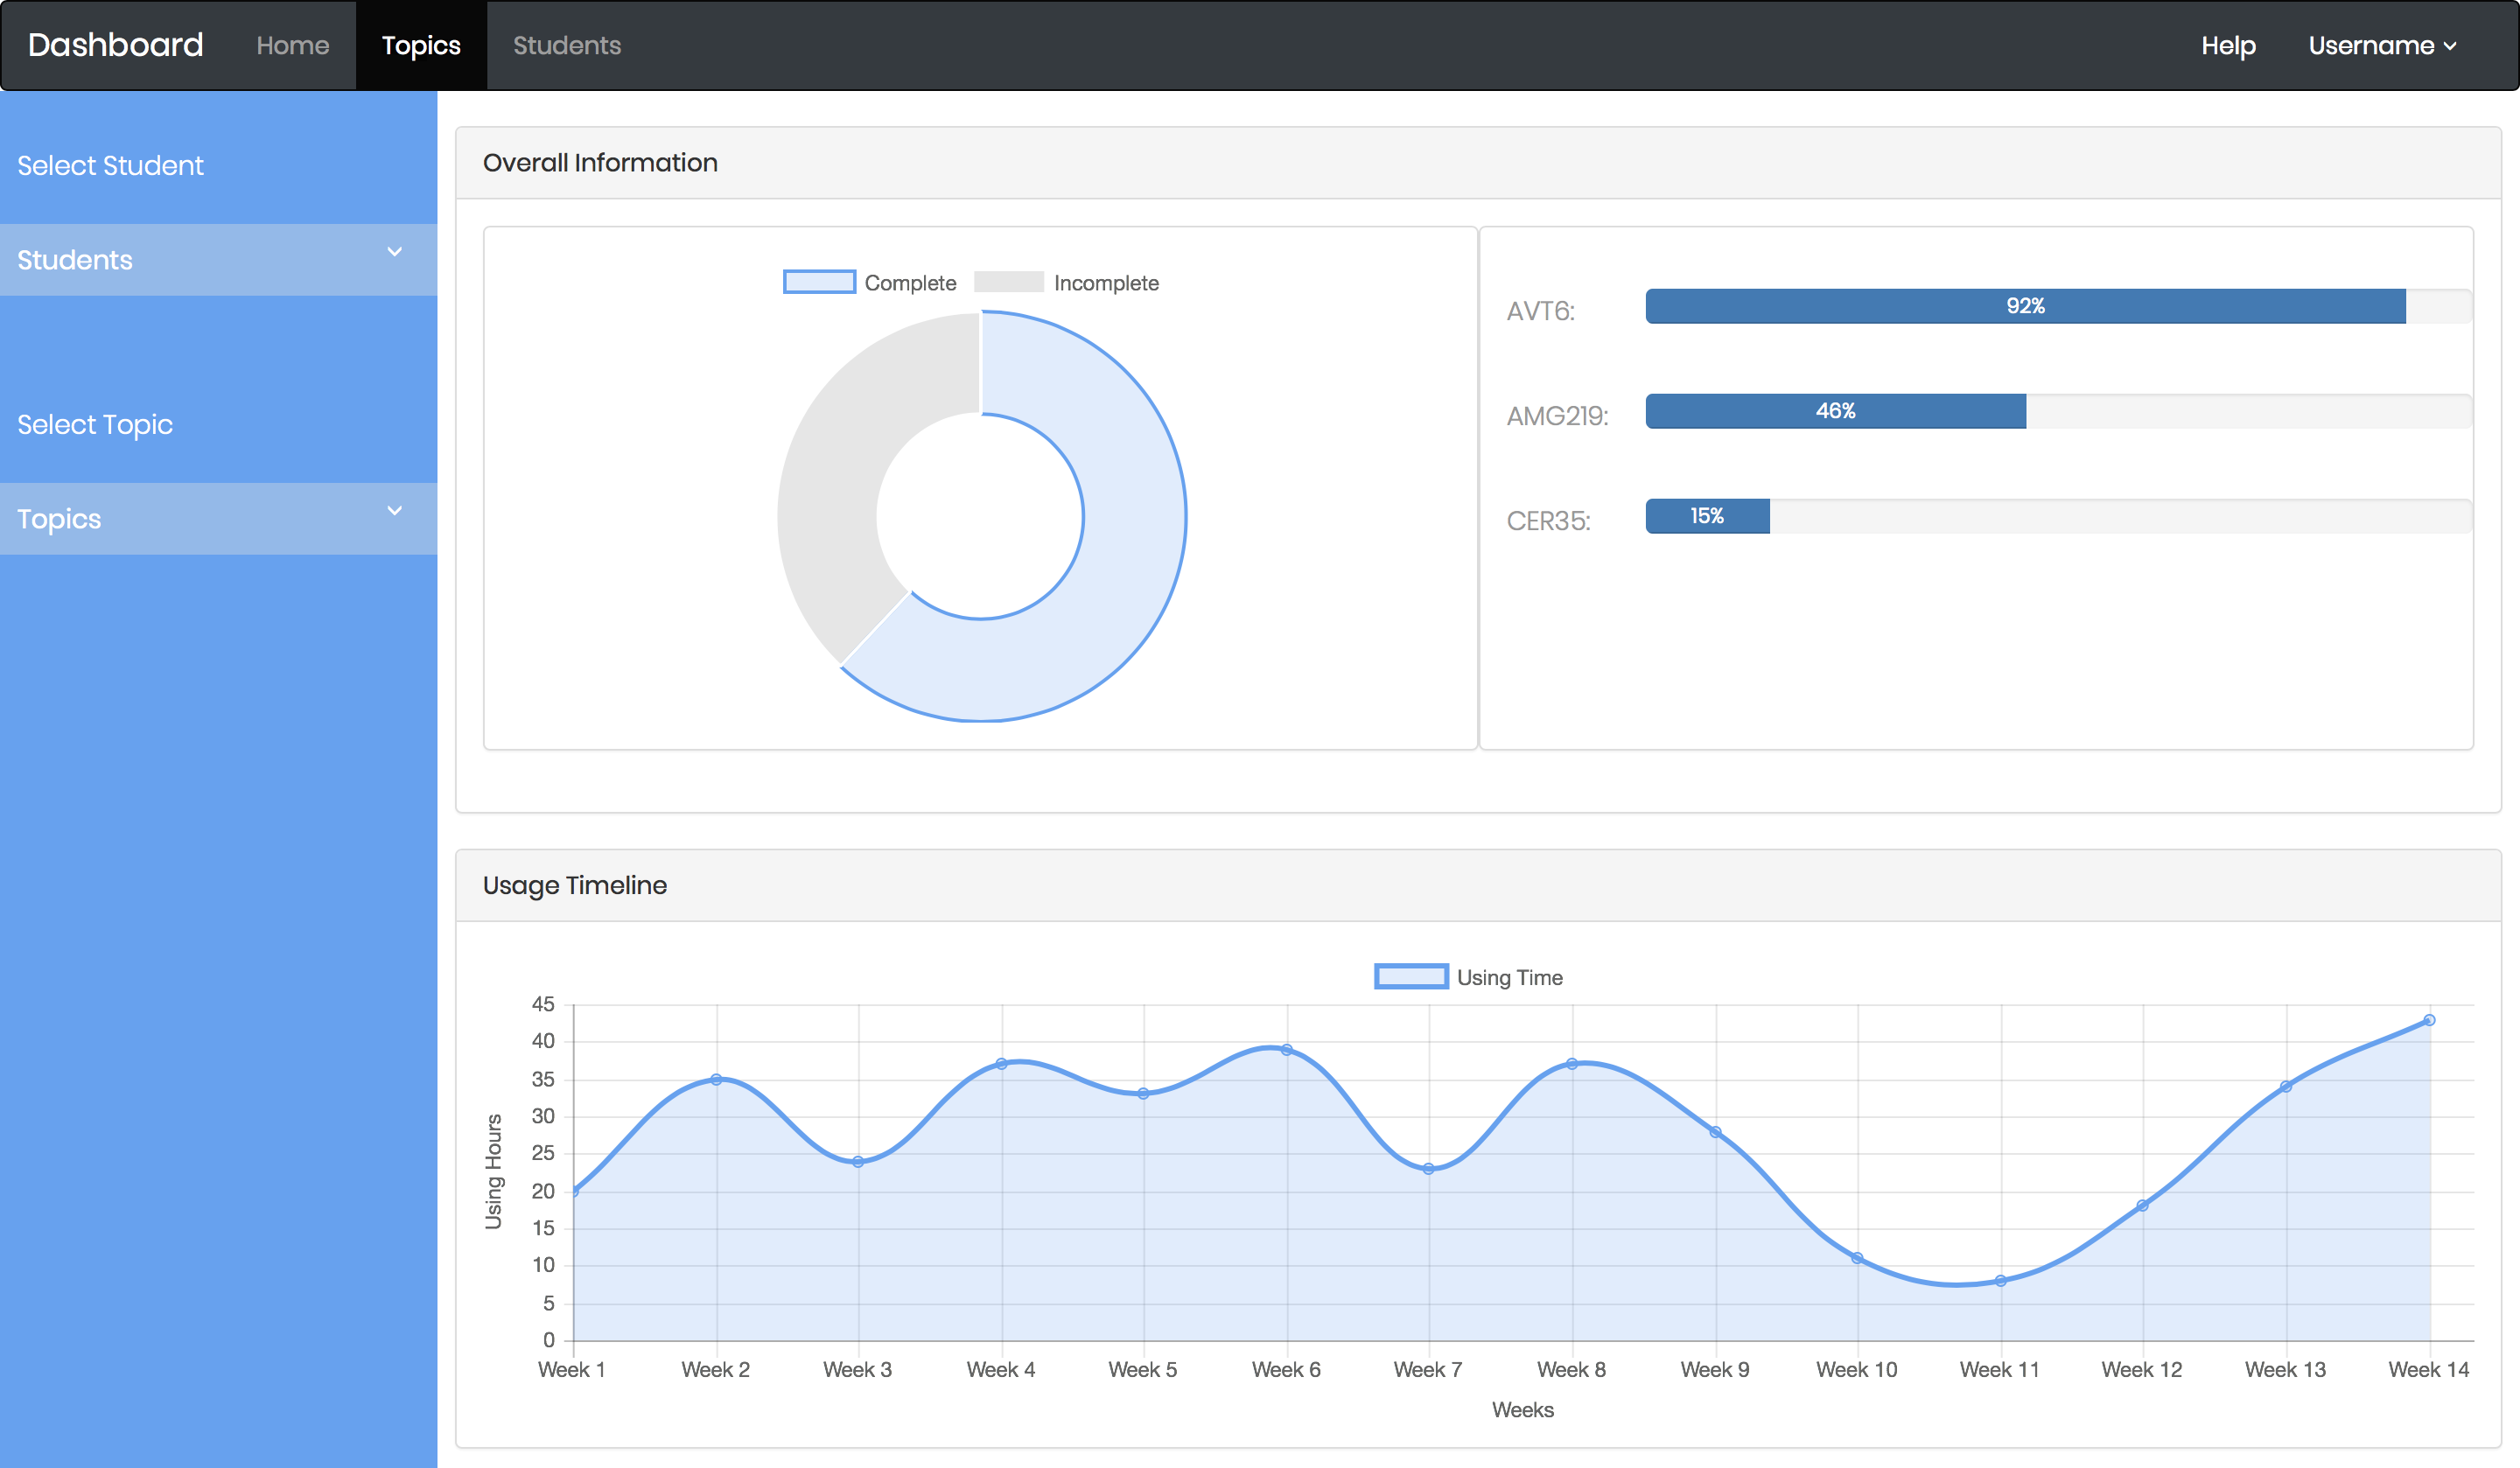 Dashboard Home Topics Students Help Username
Select Student
Students
Select Topic
Topics
Overall Information
Complete Incomplete
AVT6: 92%
AMG219: 46%
CER35: 15%
Usage Timeline
Using Time
Using Hours
45
40
35
30
25
20
15
10
5
0
Week 1 Week 2 Week 3 Week 4 Week 5 Week 6 Week 7 Week 8 Week 9 Week 10 Week 11 Week 12 Week 13 Week 14
Weeks